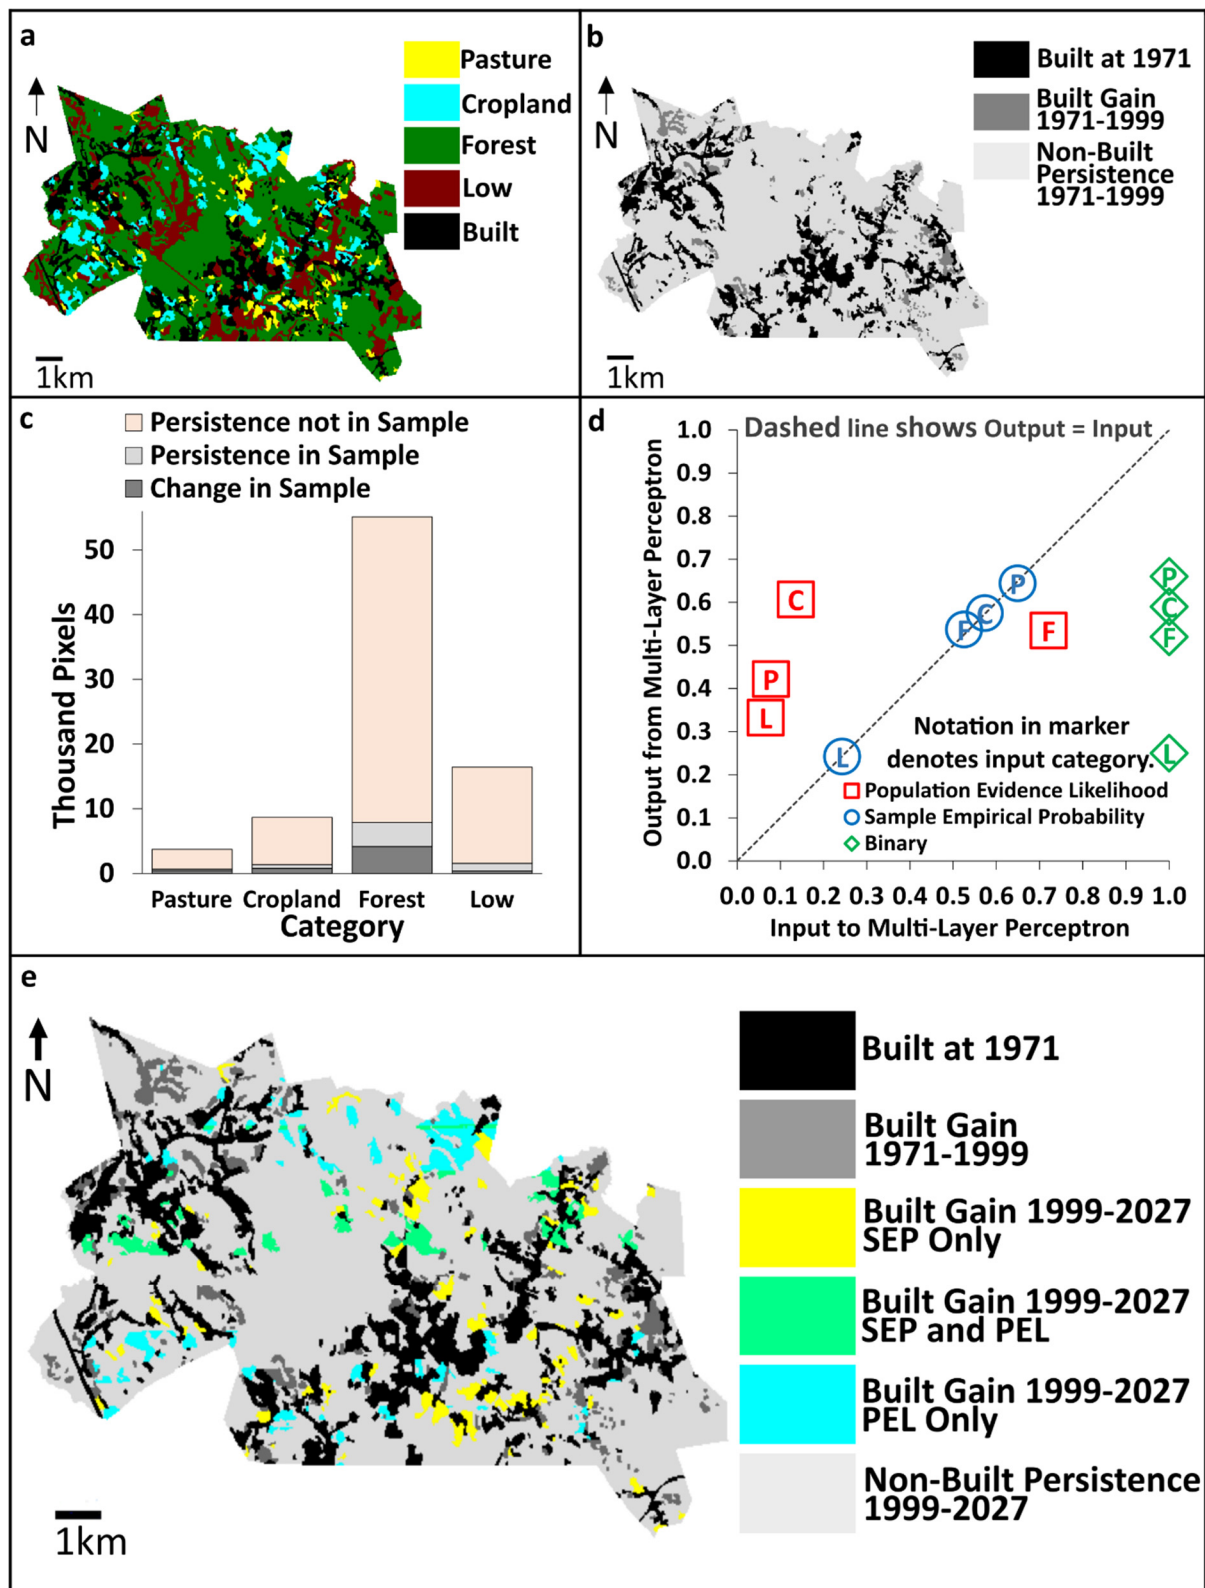 a
N
Pasture
Cropland
Forest
Low
Built
1km
b
N
Built at 1971
Built Gain
1971-1999
Non-Built
Persistence
1971-1999
1km
c
Persistence not in Sample
Persistence in Sample
Change in Sample
Thousand Pixels
50
40
30
20
10
0
Pasture Cropland Forest Low
Category
d
Dashed line shows Output = Input
Output from Multi-Layer Perceptron
1.0
0.9
0.8
0.7
0.6
0.5
0.4
0.3
0.2
0.1
0.0
C
P
L
F
P
C
F
L
P
C
F
L
Notation in marker
denotes input category.
Population Evidence Likelihood
Sample Empirical Probability
Binary
0.0 0.1 0.2 0.3 0.4 0.5 0.6 0.7 0.8 0.9 1.0
Input to Multi-Layer Perceptron
e
N
1km
Built at 1971
Built Gain
1971-1999
Built Gain 1999-2027
SEP Only
Built Gain 1999-2027
SEP and PEL
Built Gain 1999-2027
PEL Only
Non-Built Persistence
1999-2027